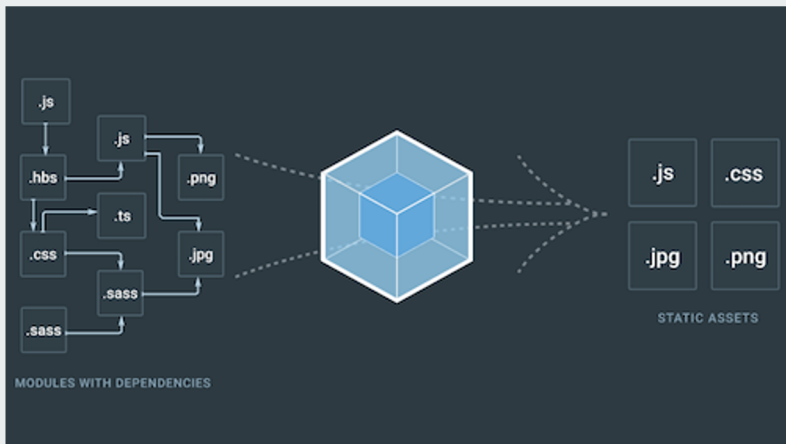 .js
.js
.hbs
.png
.ts
.css
.jpg
.sass
.sass
MODULES WITH DEPENDENCIES
.js
.css
.jpg
.png
STATIC ASSETS